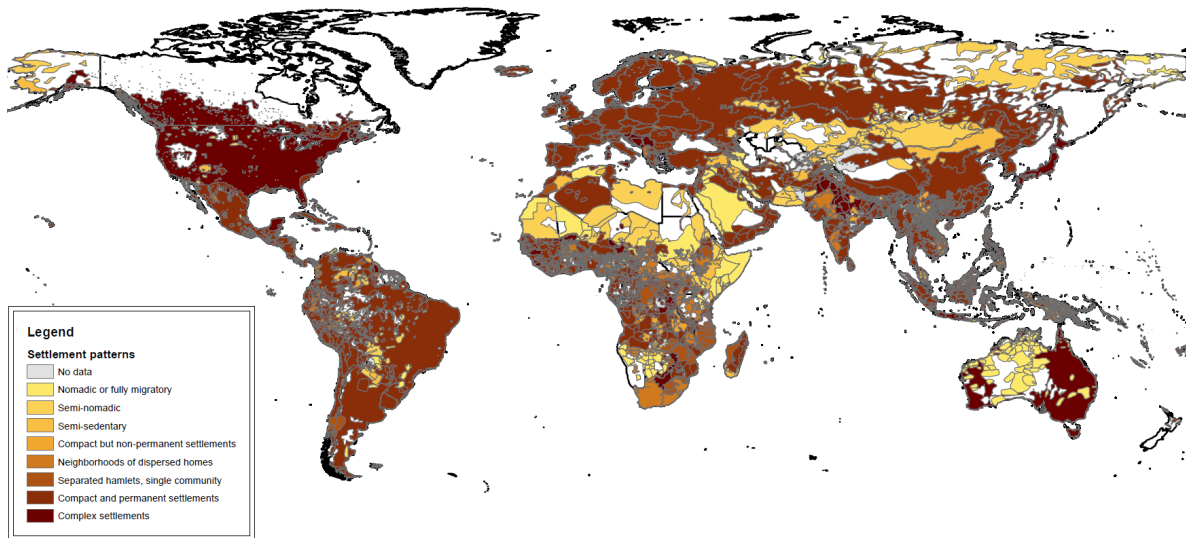 Legend
Settlement patterns
No data
Nomadic or fully migratory
Semi-nomadic
Semi-sedentary
Compact but non-permanent settlements
Neighborhoods of dispersed homes
Separated hamlets, single community
Compact and permanent settlements
Complex settlements